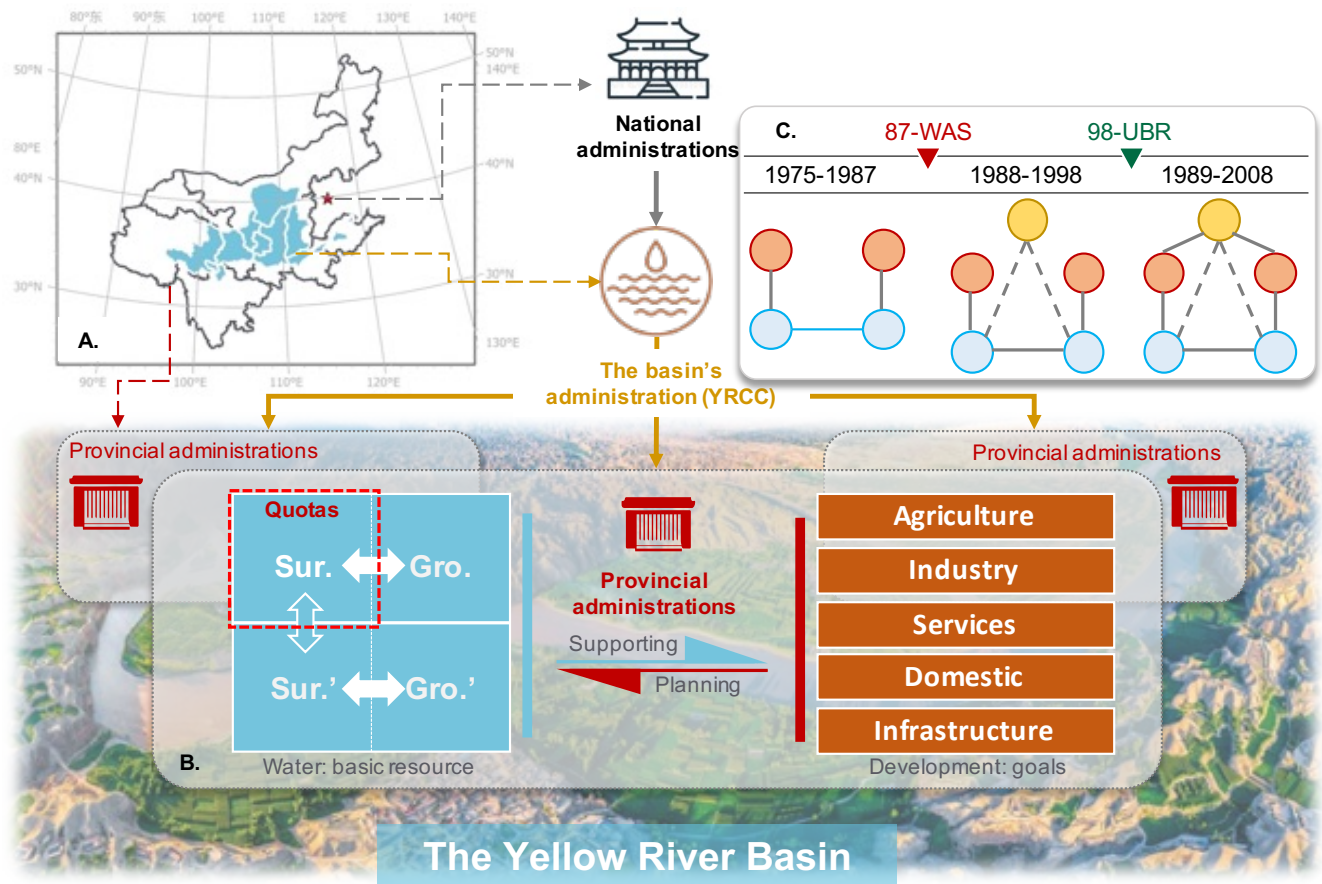 80°东 90°东 100°E 110°E 120°E 130°E 140°E
50°N
140°E
50°N
80°E
40°N
40°N
30°N
30°N
130°E
90°E 100°E 110°E 120°E
A.
National
administrations
The basin's
administration (YRCC)
C.
87-WAS
98-UBR
1975-1987
1988-1998
1989-2008
Provincial administrations
Provincial administrations
Quotas
Sur.
Gro.
Sur.’
Gro.’
Water: basic resource
B.
Provincial
administrations
Supporting
Planning
Agriculture
Industry
Services
Domestic
Infrastructure
Development: goals
The Yellow River Basin